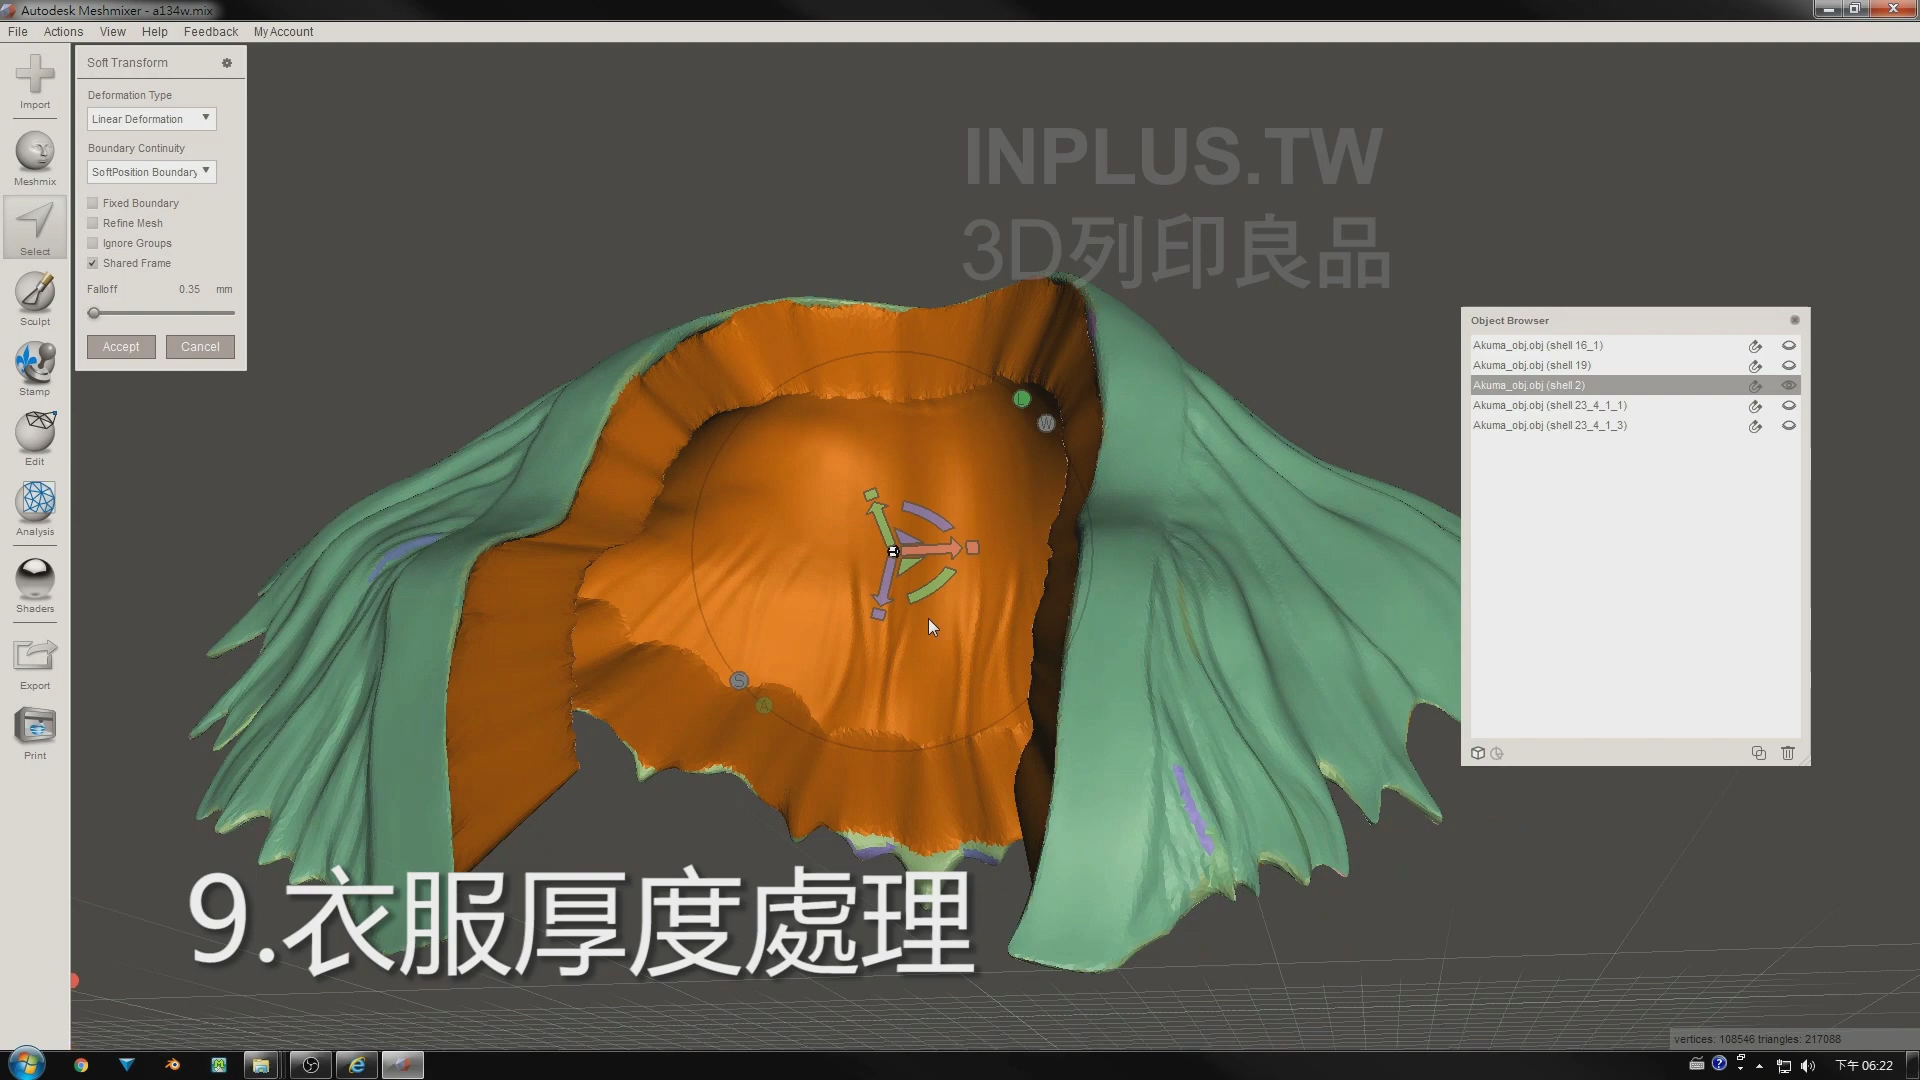 Autodesk Meshmixer - a134w.mix
File Actions View Help Feedback My Account
Import
Meshmix
Select
Sculpt
Stamp
Edit
Analysis
Shaders
Export
Print
Soft Transform
Deformation Type
Linear Deformation
Boundary Continuity
SoftPosition Boundary
Fixed Boundary
Refine Mesh
Ignore Groups
Shared Frame
Falloff 0.35 mm
Accept Cancel
INPLUS.TW
3D列印良品
L
W
S
A
Object Browser
Akuma_obj.obj (shell 16_1)
Akuma_obj.obj (shell 19)
Akuma_obj.obj (shell 2)
Akuma_obj.obj (shell 23_4_1_1)
Akuma_obj.obj (shell 23_4_1_3)
9.衣服厚度處理
vertices: 108546 triangles: 217088
下午 06:22